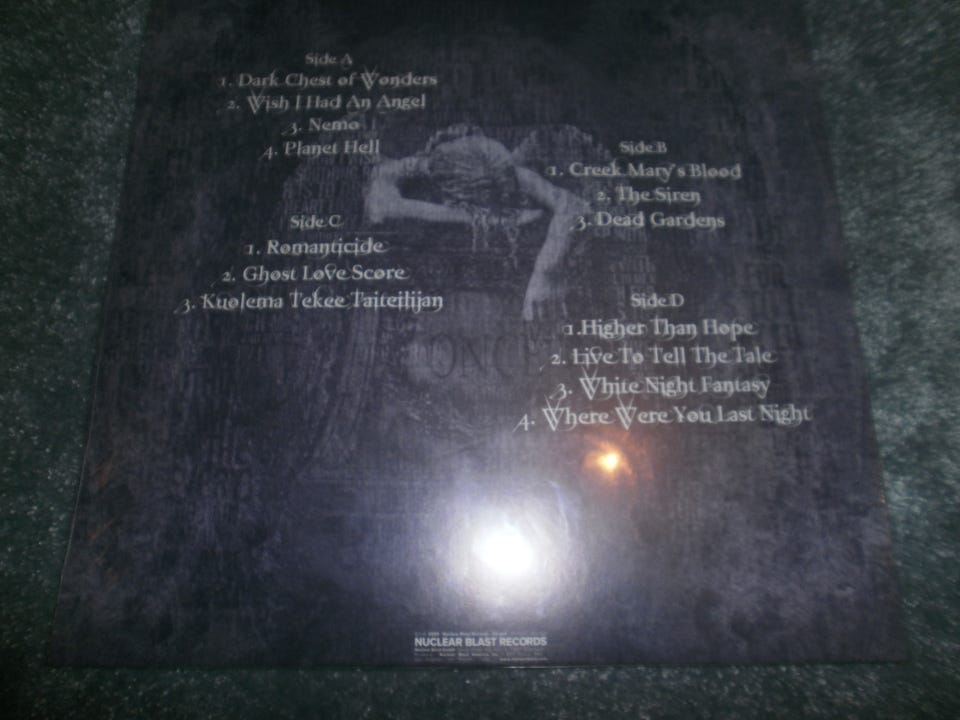 Side A
1. Dark Chest of Wonders
2. Wish I Had An Angel
3. Nemo
4. Planet Hell
Side B
1. Creek Mary's Blood
2. The Siren
3. Dead Gardens
Side C
1. Romanticide
2. Ghost Love Score
3. Kuolema Tekee Taiteilijan
Side D
1.Higher Than Hope
2. Live To Tell The Tale
3. White Night Fantasy
4. Where Were You Last Night
ONCE
NUCLEAR BLAST RECORDS